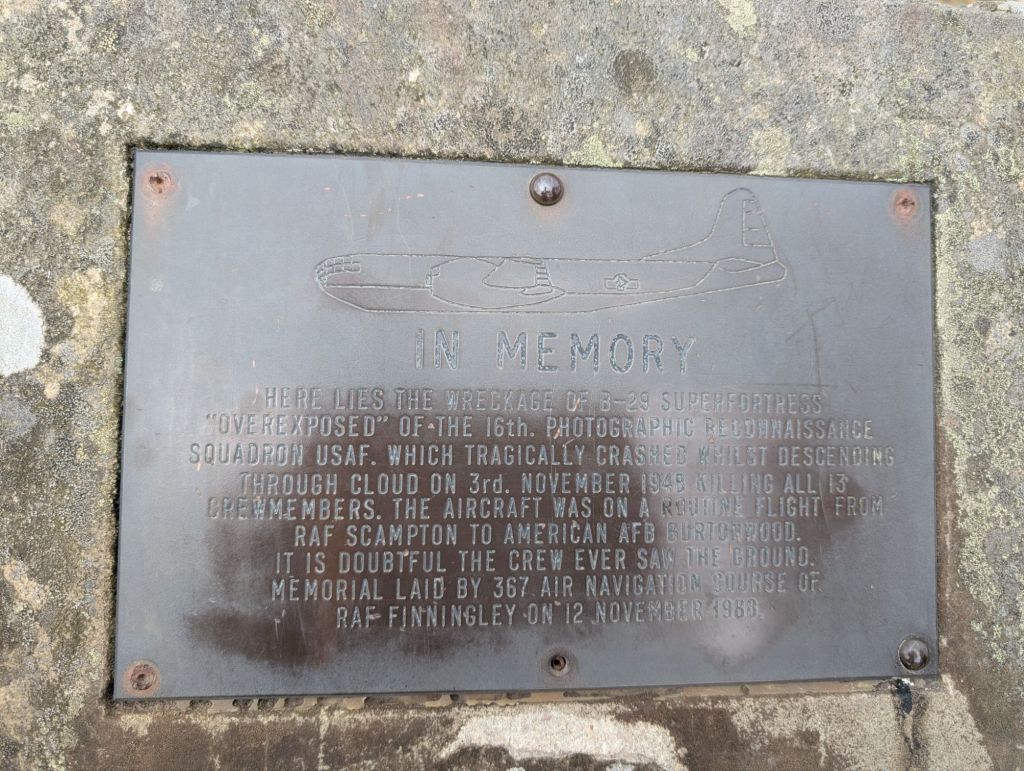 IN MEMORY
HERE LIES THE WRECKAGE OF B-29 SUPERFORTRESS
"OVEREXPOSED" OF THE 16th. PHOTOGRAPHIC RECONNAISSANCE
SQUADRON USAF. WHICH TRAGICALLY CRASHED WHILST DESCENDING
THROUGH CLOUD ON 3rd. NOVEMBER 1948 KILLING ALL 13
CREWMEMBERS. THE AIRCRAFT WAS ON A ROUTINE FLIGHT FROM
RAF SCAMPTON TO AMERICAN AFB BURTONWOOD.
IT IS DOUBTFUL THE CREW EVER SAW THE GROUND.
MEMORIAL LAID BY 367 AIR NAVIGATION COURSE OF
RAF FINNINGLEY ON 12 NOVEMBER 1988.